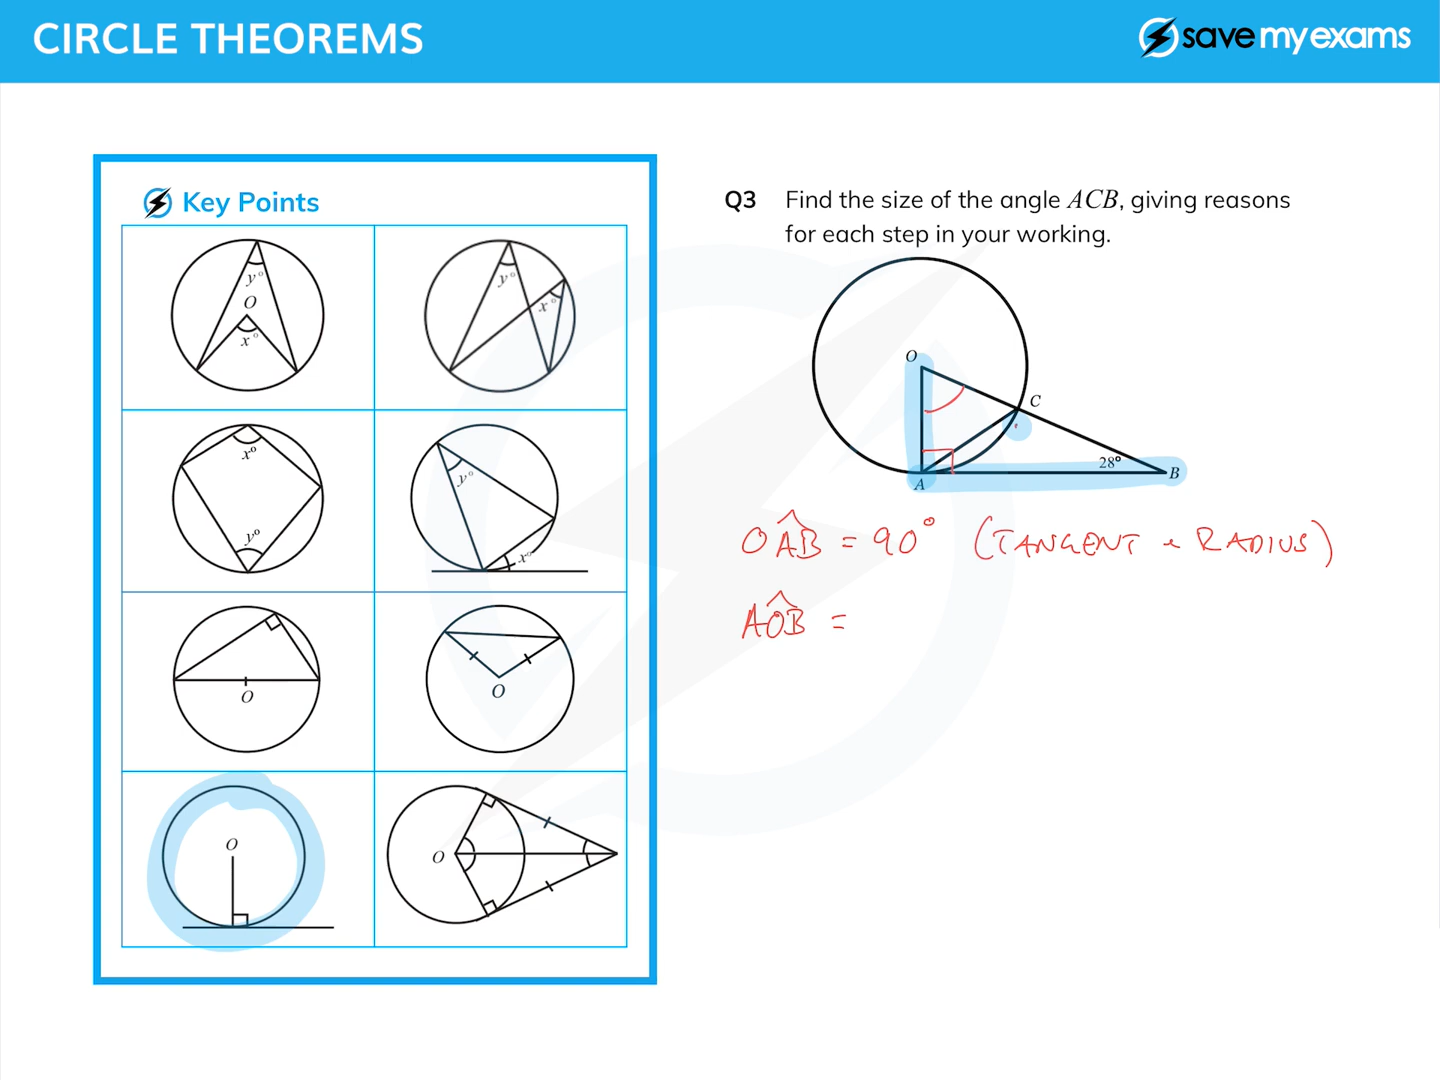 CIRCLE THEOREMS
save my exams
Key Points
y°
O
x°
y°
x°
x°
y°
y°
x°
O
O
O
O
Q3 Find the size of the angle ACB, giving reasons
for each step in your working.
O
C
28°
A
B
OÂB = 90° (TANGENT + RADIUS)
AÔB =